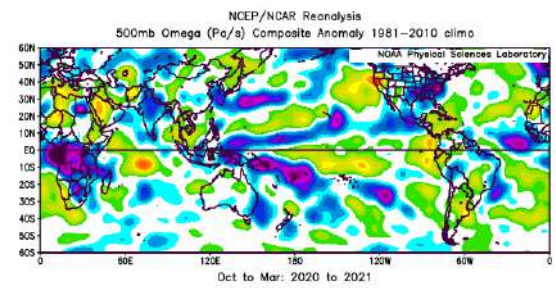 NCEP/NCAR Reanalysis
500mb Omega (Pa/s) Composite Anomaly 1981-2010 climo
NOAA Physical Sciences Laboratory
60N
50N
40N
30N
20N
10N
EQ
10S
20S
30S
40S
50S
60S
0 60E 120E 180 120W 60W 0
Oct to Mar: 2020 to 2021